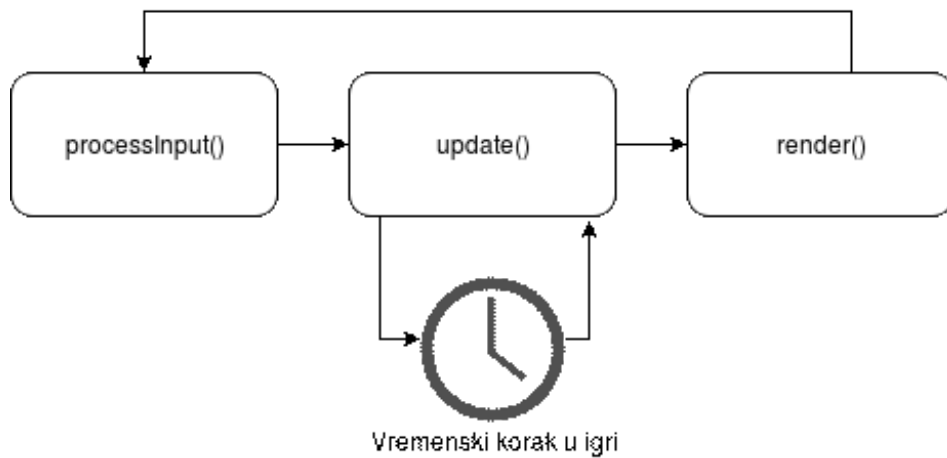 processInput()
update()
render()
Vremenski korak u igri